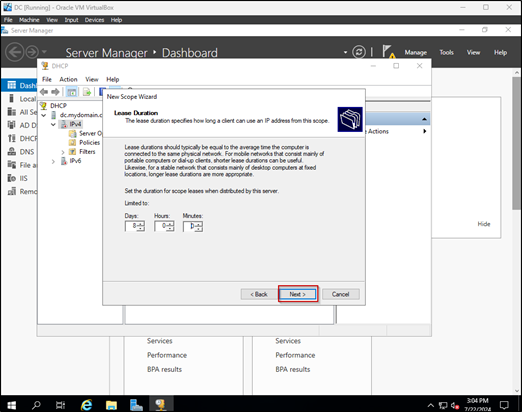 DC [Running] - Oracle VM VirtualBox
File Machine View Input Devices Help
Server Manager
Server Manager ▸ Dashboard
Manage Tools View Help
DHCP
File Action View Help
Dashb
Local
All Se
AD D
DHCP
DNS
File an
IIS
Remo
DHCP
dc.mydomain.c
IPv4
Server Op
Policies
Filters
IPv6
New Scope Wizard
Lease Duration
The lease duration specifies how long a client can use an IP address from this scope.
Lease durations should typically be equal to the average time the computer is
connected to the same physical network. For mobile networks that consist mainly of
portable computers or dial-up clients, shorter lease durations can be useful.
Likewise, for a stable network that consists mainly of desktop computers at fixed
locations, longer lease durations are more appropriate.
Set the duration for scope leases when distributed by this server.
Limited to:
Days: Hours: Minutes:
8 0 0
< Back Next > Cancel
e Actions
Hide
Services Services
Performance Performance
BPA results BPA results
3:04 PM
7/22/2024